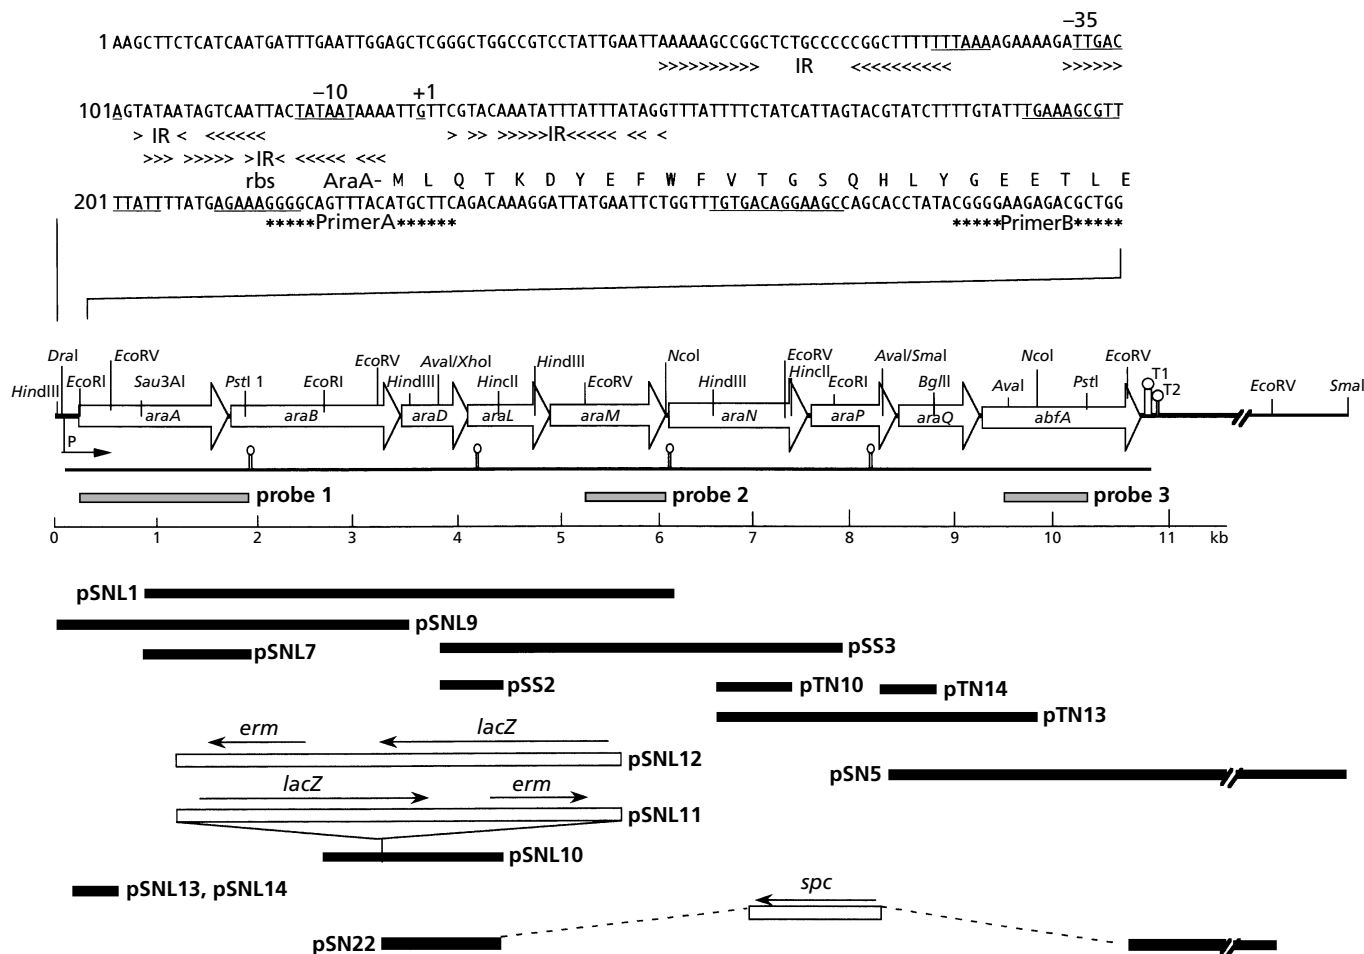 −35
1 AAGCTTCTCATCAATGATTTGAATTGGAGCTCGGGCTGGCCGTCCTATTGAATTAAAAAGCCGGCTCTGCCCCCGGCTTTTTTTAAAAGAAAAGATTGAC
>>>>>>>>>> IR <<<<<<<<<< >>>>>>
−10 +1
101 AGTATAATAGTCAATTACTATAATAAAATTGTTCGTACAAATATTTATTTATAGGTTTATTTTCTATCATTAGTACGTATCTTTTGTATTTGAAAGCGTT
> IR < <<<<<< > >> >>>>>IR<<<<< << <
>>> >>>>> >IR< <<<<< <<<
rbs AraA- M L Q T K D Y E F W F V T G S Q H L Y G E E T L E
201 TTATTTTATGAGAAAGGGGCAGTTTACATGCTTCAGACAAAGGATTATGAATTCTGGTTTGTGACAGGAAGCCAGCACCTATACGGGGAAGAGACGCTGG
*****PrimerA****** *****PrimerB*****
DraI EcoRV EcoRV AvaI/XhoI HindIII NcoI EcoRV AvaI/SmaI NcoI EcoRV T1
HindIII EcoRI Sau3AI PstI 1 EcoRI HindIII HincII EcoRV HindIII HincII EcoRI BglII AvaI PstI T2 EcoRV SmaI
araA araB araD araL araM araN araP araQ abfA
P
probe 1 probe 2 probe 3
0 1 2 3 4 5 6 7 8 9 10 11 kb
pSNL1
pSNL9
pSNL7 pSS3
pSS2 pTN10 pTN14
pTN13
erm lacZ
pSNL12
pSN5
lacZ erm
pSNL11
pSNL10
pSNL13, pSNL14
spc
pSN22